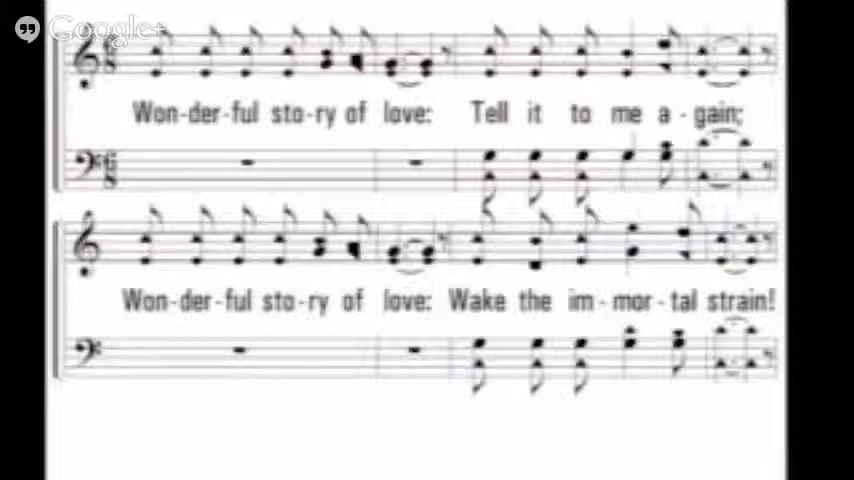 Google+
Won-der-ful sto-ry of love: Tell it to me a-gain;
Won-der-ful sto-ry of love: Wake the im-mor-tal strain!